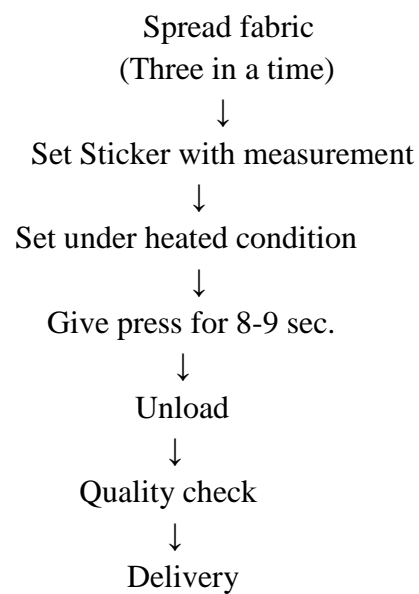 Spread fabric
(Three in a time)
↓
Set Sticker with measurement
↓
Set under heated condition
↓
Give press for 8-9 sec.
↓
Unload
↓
Quality check
↓
Delivery